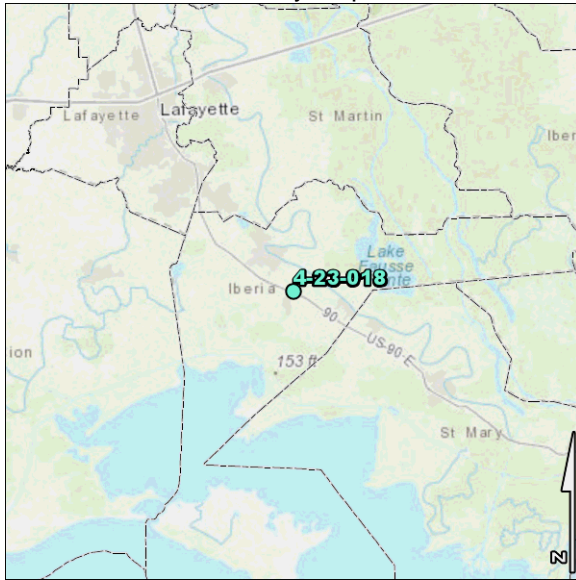 Lafayette
Lafayette
St Martin
Iber
Lake
Fausse
nte
4-23-018
Iberia
90
US-90-E
ion
153 ft
St Mary
N